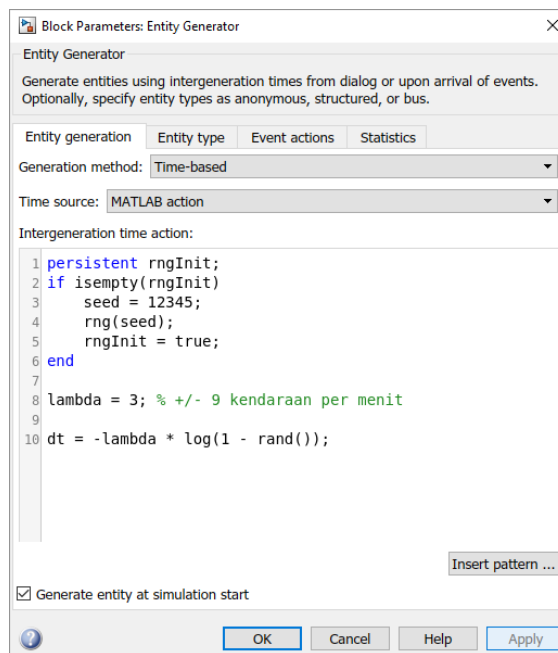 Block Parameters: Entity Generator
Entity Generator
Generate entities using intergeneration times from dialog or upon arrival of events.
Optionally, specify entity types as anonymous, structured, or bus.
Entity generation Entity type Event actions Statistics
Generation method: Time-based
Time source: MATLAB action
Intergeneration time action:
1 persistent rngInit;
2 if isempty(rngInit)
3     seed = 12345;
4     rng(seed);
5     rngInit = true;
6 end
7
8 lambda = 3; % +/- 9 kendaraan per menit
9
10 dt = -lambda * log(1 - rand());
Insert pattern ...
Generate entity at simulation start
? OK Cancel Help Apply